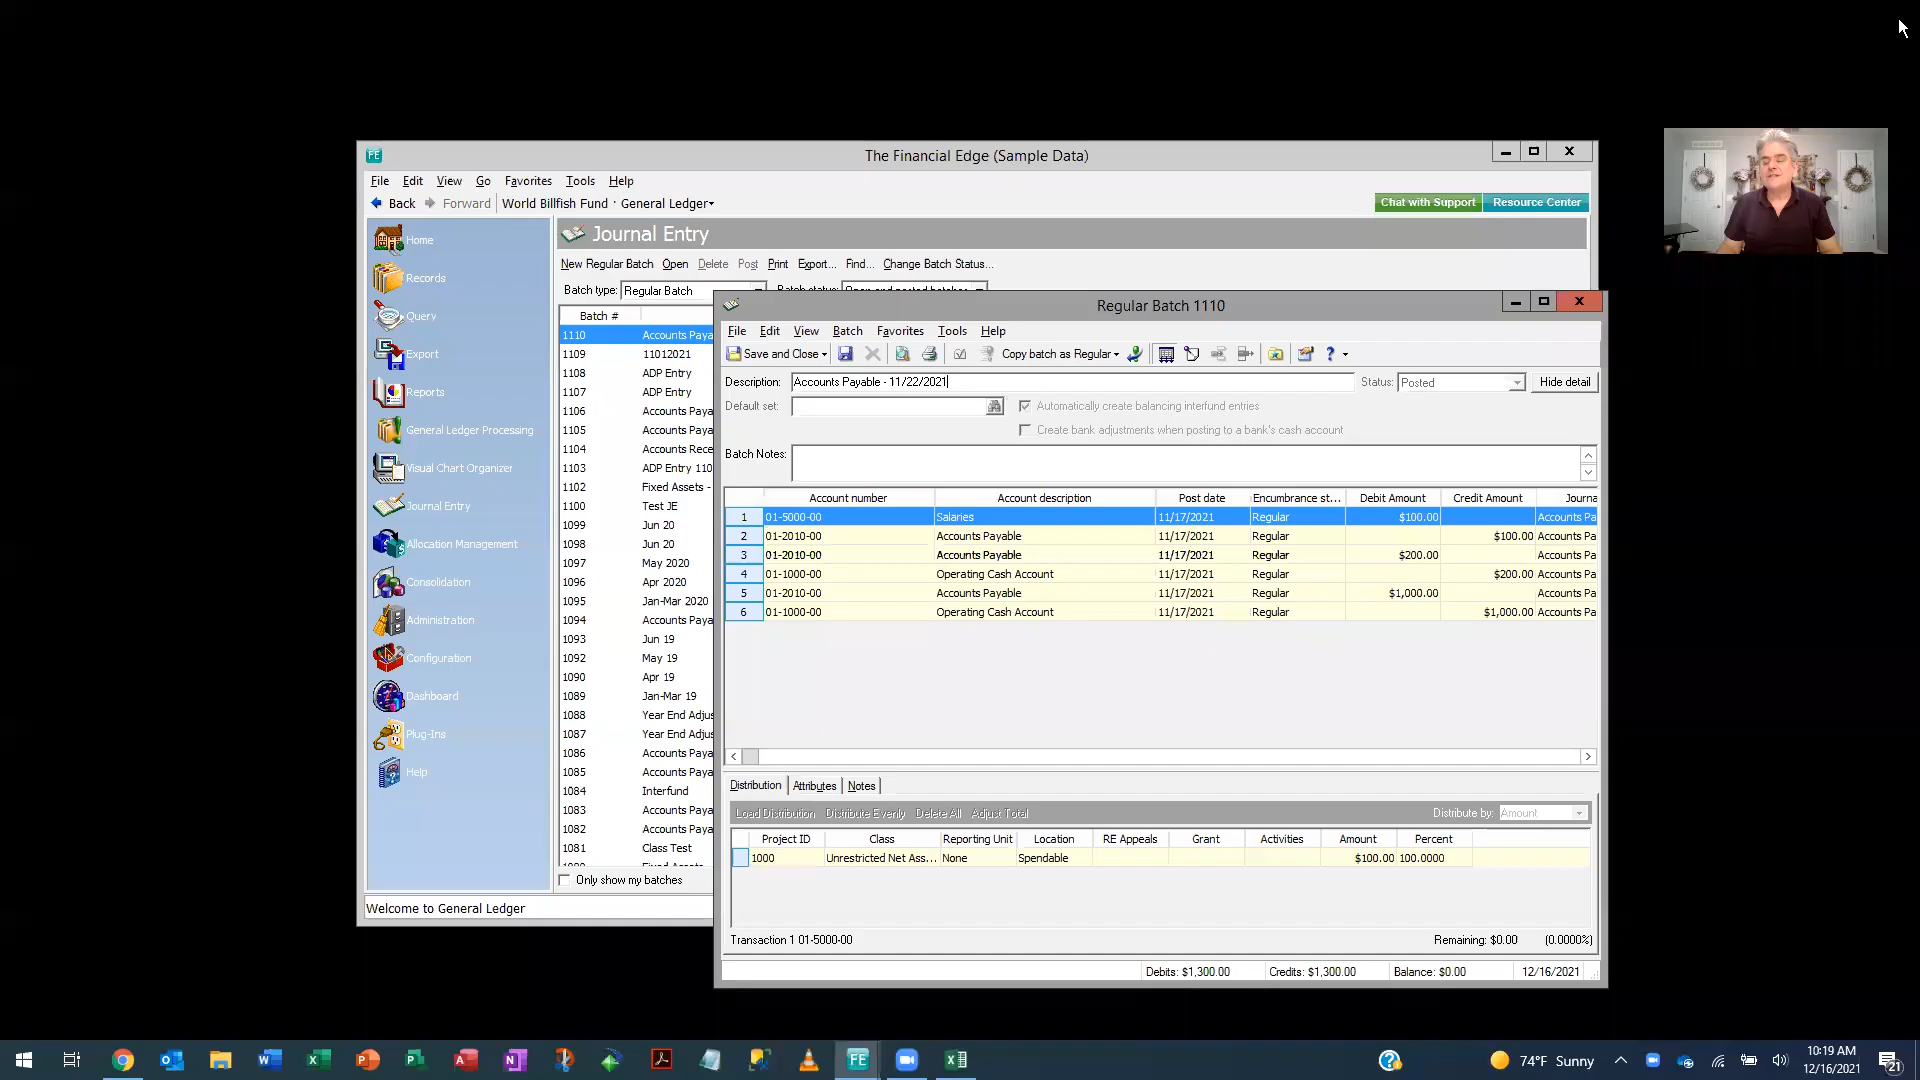 The Financial Edge (Sample Data)
FE
File Edit View Go Favorites Tools Help
Back Forward World Billfish Fund · General Ledger
Chat with Support Resource Center
Home
Records
Query
Export
Reports
General Ledger Processing
Visual Chart Organizer
Journal Entry
Allocation Management
Consolidation
Administration
Configuration
Dashboard
Plug-Ins
Help
Journal Entry
New Regular Batch Open Delete Post Print Export... Find... Change Batch Status...
Batch type: Regular Batch Batch status: Open and posted batches
Batch #
1110 Accounts Paya
1109 11012021
1108 ADP Entry
1107 ADP Entry
1106 Accounts Paya
1105 Accounts Paya
1104 Accounts Rece
1103 ADP Entry 110
1102 Fixed Assets -
1100 Test JE
1099 Jun 20
1098 Jun 20
1097 May 2020
1096 Apr 2020
1095 Jan-Mar 2020
1094 Accounts Paya
1093 Jun 19
1092 May 19
1090 Apr 19
1089 Jan-Mar 19
1088 Year End Adjus
1087 Year End Adjus
1086 Accounts Paya
1085 Accounts Paya
1084 Interfund
1083 Accounts Paya
1082 Accounts Paya
1081 Class Test
Only show my batches
Welcome to General Ledger
Regular Batch 1110
File Edit View Batch Favorites Tools Help
Save and Close Copy batch as Regular ?
Description: Accounts Payable - 11/22/2021 Status: Posted Hide detail
Default set: Automatically create balancing interfund entries
Create bank adjustments when posting to a bank's cash account
Batch Notes:
Account number Account description Post date Encumbrance st... Debit Amount Credit Amount Journa
1 01-5000-00 Salaries 11/17/2021 Regular $100.00 Accounts Pa
2 01-2010-00 Accounts Payable 11/17/2021 Regular $100.00 Accounts Pa
3 01-2010-00 Accounts Payable 11/17/2021 Regular $200.00 Accounts Pa
4 01-1000-00 Operating Cash Account 11/17/2021 Regular $200.00 Accounts Pa
5 01-2010-00 Accounts Payable 11/17/2021 Regular $1,000.00 Accounts Pa
6 01-1000-00 Operating Cash Account 11/17/2021 Regular $1,000.00 Accounts Pa
Distribution Attributes Notes
Load Distribution Distribute Evenly Delete All Adjust Total Distribute by: Amount
Project ID Class Reporting Unit Location RE Appeals Grant Activities Amount Percent
1000 Unrestricted Net Ass... None Spendable $100.00 100.0000
Transaction 1 01-5000-00 Remaining: $0.00 (0.0000%)
Debits: $1,300.00 Credits: $1,300.00 Balance: $0.00 12/16/2021
FE
74°F Sunny
10:19 AM
12/16/2021
21